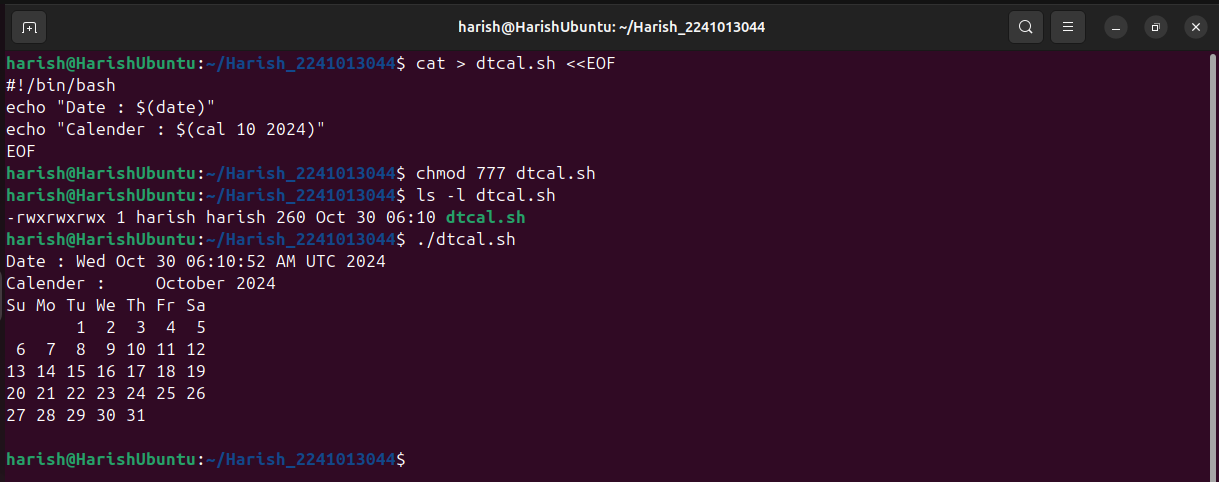 harish@HarishUbuntu: ~/Harish_2241013044
harish@HarishUbuntu:~/Harish_2241013044$ cat > dtcal.sh <<EOF
#!/bin/bash
echo "Date : $(date)"
echo "Calender : $(cal 10 2024)"
EOF
harish@HarishUbuntu:~/Harish_2241013044$ chmod 777 dtcal.sh
harish@HarishUbuntu:~/Harish_2241013044$ ls -l dtcal.sh
-rwxrwxrwx 1 harish harish 260 Oct 30 06:10 dtcal.sh
harish@HarishUbuntu:~/Harish_2241013044$ ./dtcal.sh
Date : Wed Oct 30 06:10:52 AM UTC 2024
Calender :     October 2024
Su Mo Tu We Th Fr Sa
       1  2  3  4  5
 6  7  8  9 10 11 12
13 14 15 16 17 18 19
20 21 22 23 24 25 26
27 28 29 30 31
harish@HarishUbuntu:~/Harish_2241013044$